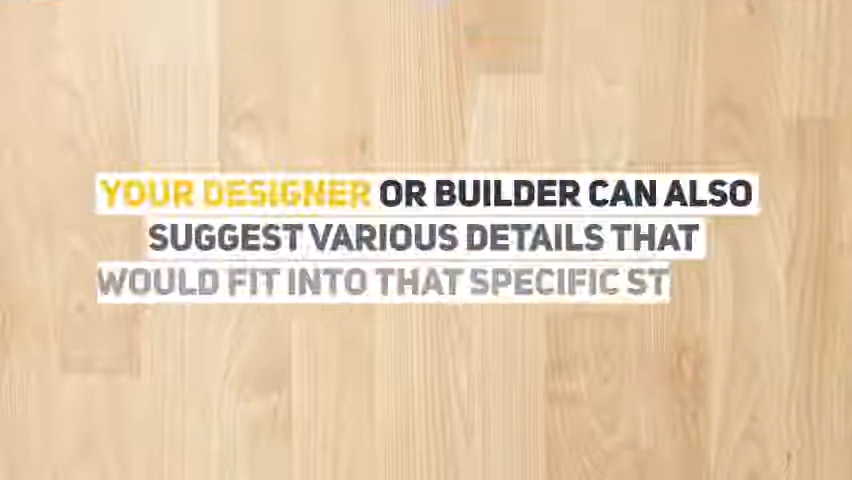 YOUR DESIGNER OR BUILDER CAN ALSO
SUGGEST VARIOUS DETAILS THAT
WOULD FIT INTO THAT SPECIFIC ST